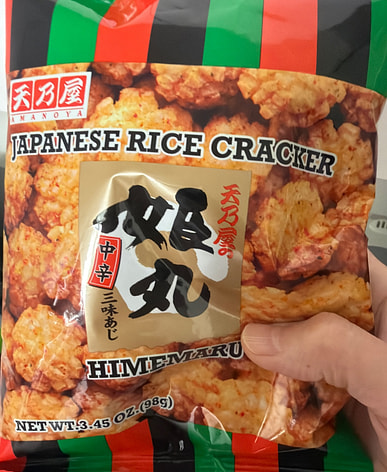 天乃屋
AMANOYA
JAPANESE RICE CRACKER
天乃屋の
姫丸
中辛
三味あじ
HIMEMARU
NET WT.3.45 OZ.(98g)